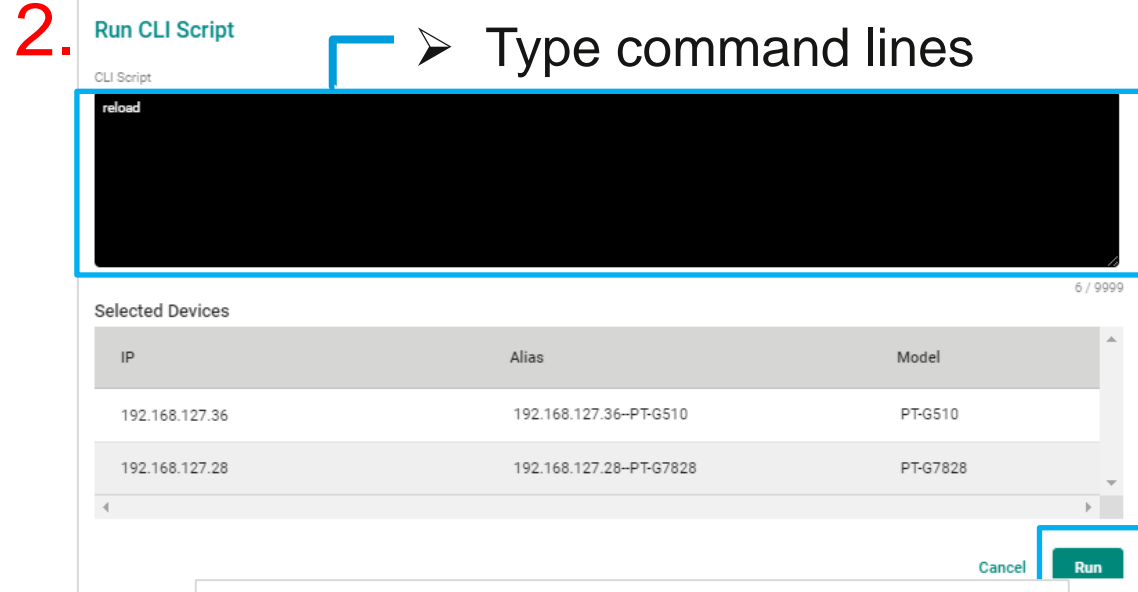 2.
Run CLI Script
➢ Type command lines
CLI Script
reload
6 / 9999
Selected Devices
IP Alias Model
192.168.127.36 192.168.127.36--PT-G510 PT-G510
192.168.127.28 192.168.127.28--PT-G7828 PT-G7828
Cancel Run